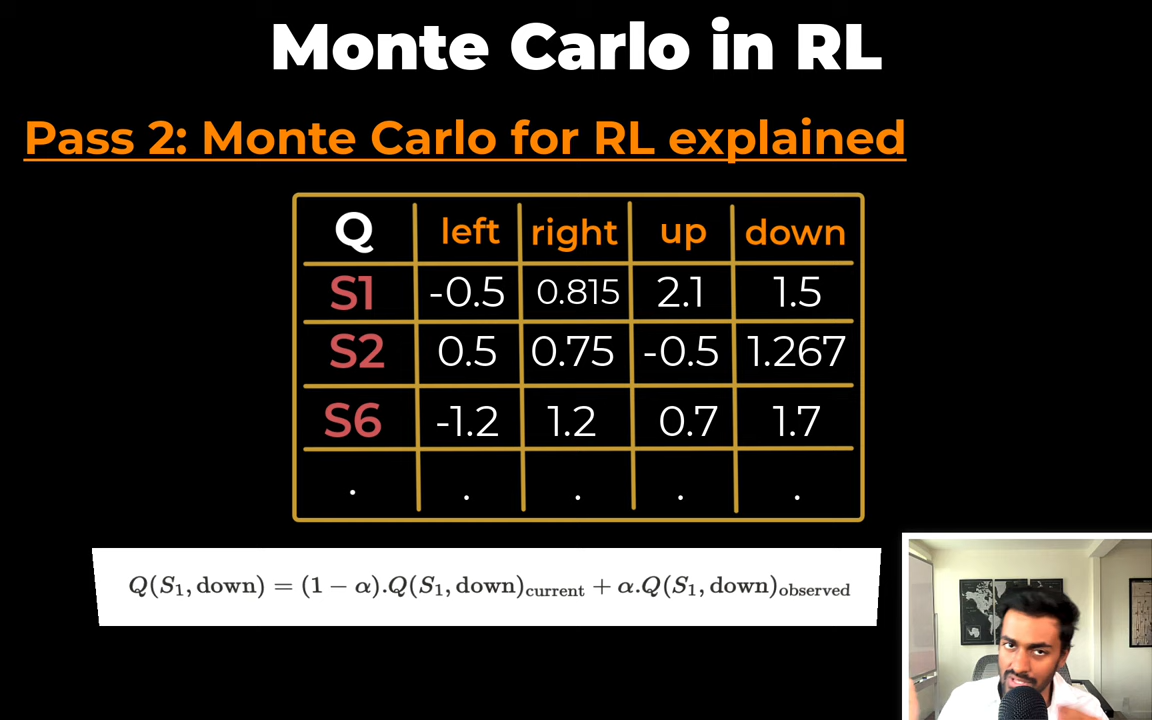 Monte Carlo in RL
Pass 2: Monte Carlo for RL explained
Q left right up down
S1 -0.5 0.815 2.1 1.5
S2 0.5 0.75 -0.5 1.267
S6 -1.2 1.2 0.7 1.7
. . . . .
Q(S₁, down) = (1 − α).Q(S₁, down)current + α.Q(S₁, down)observed